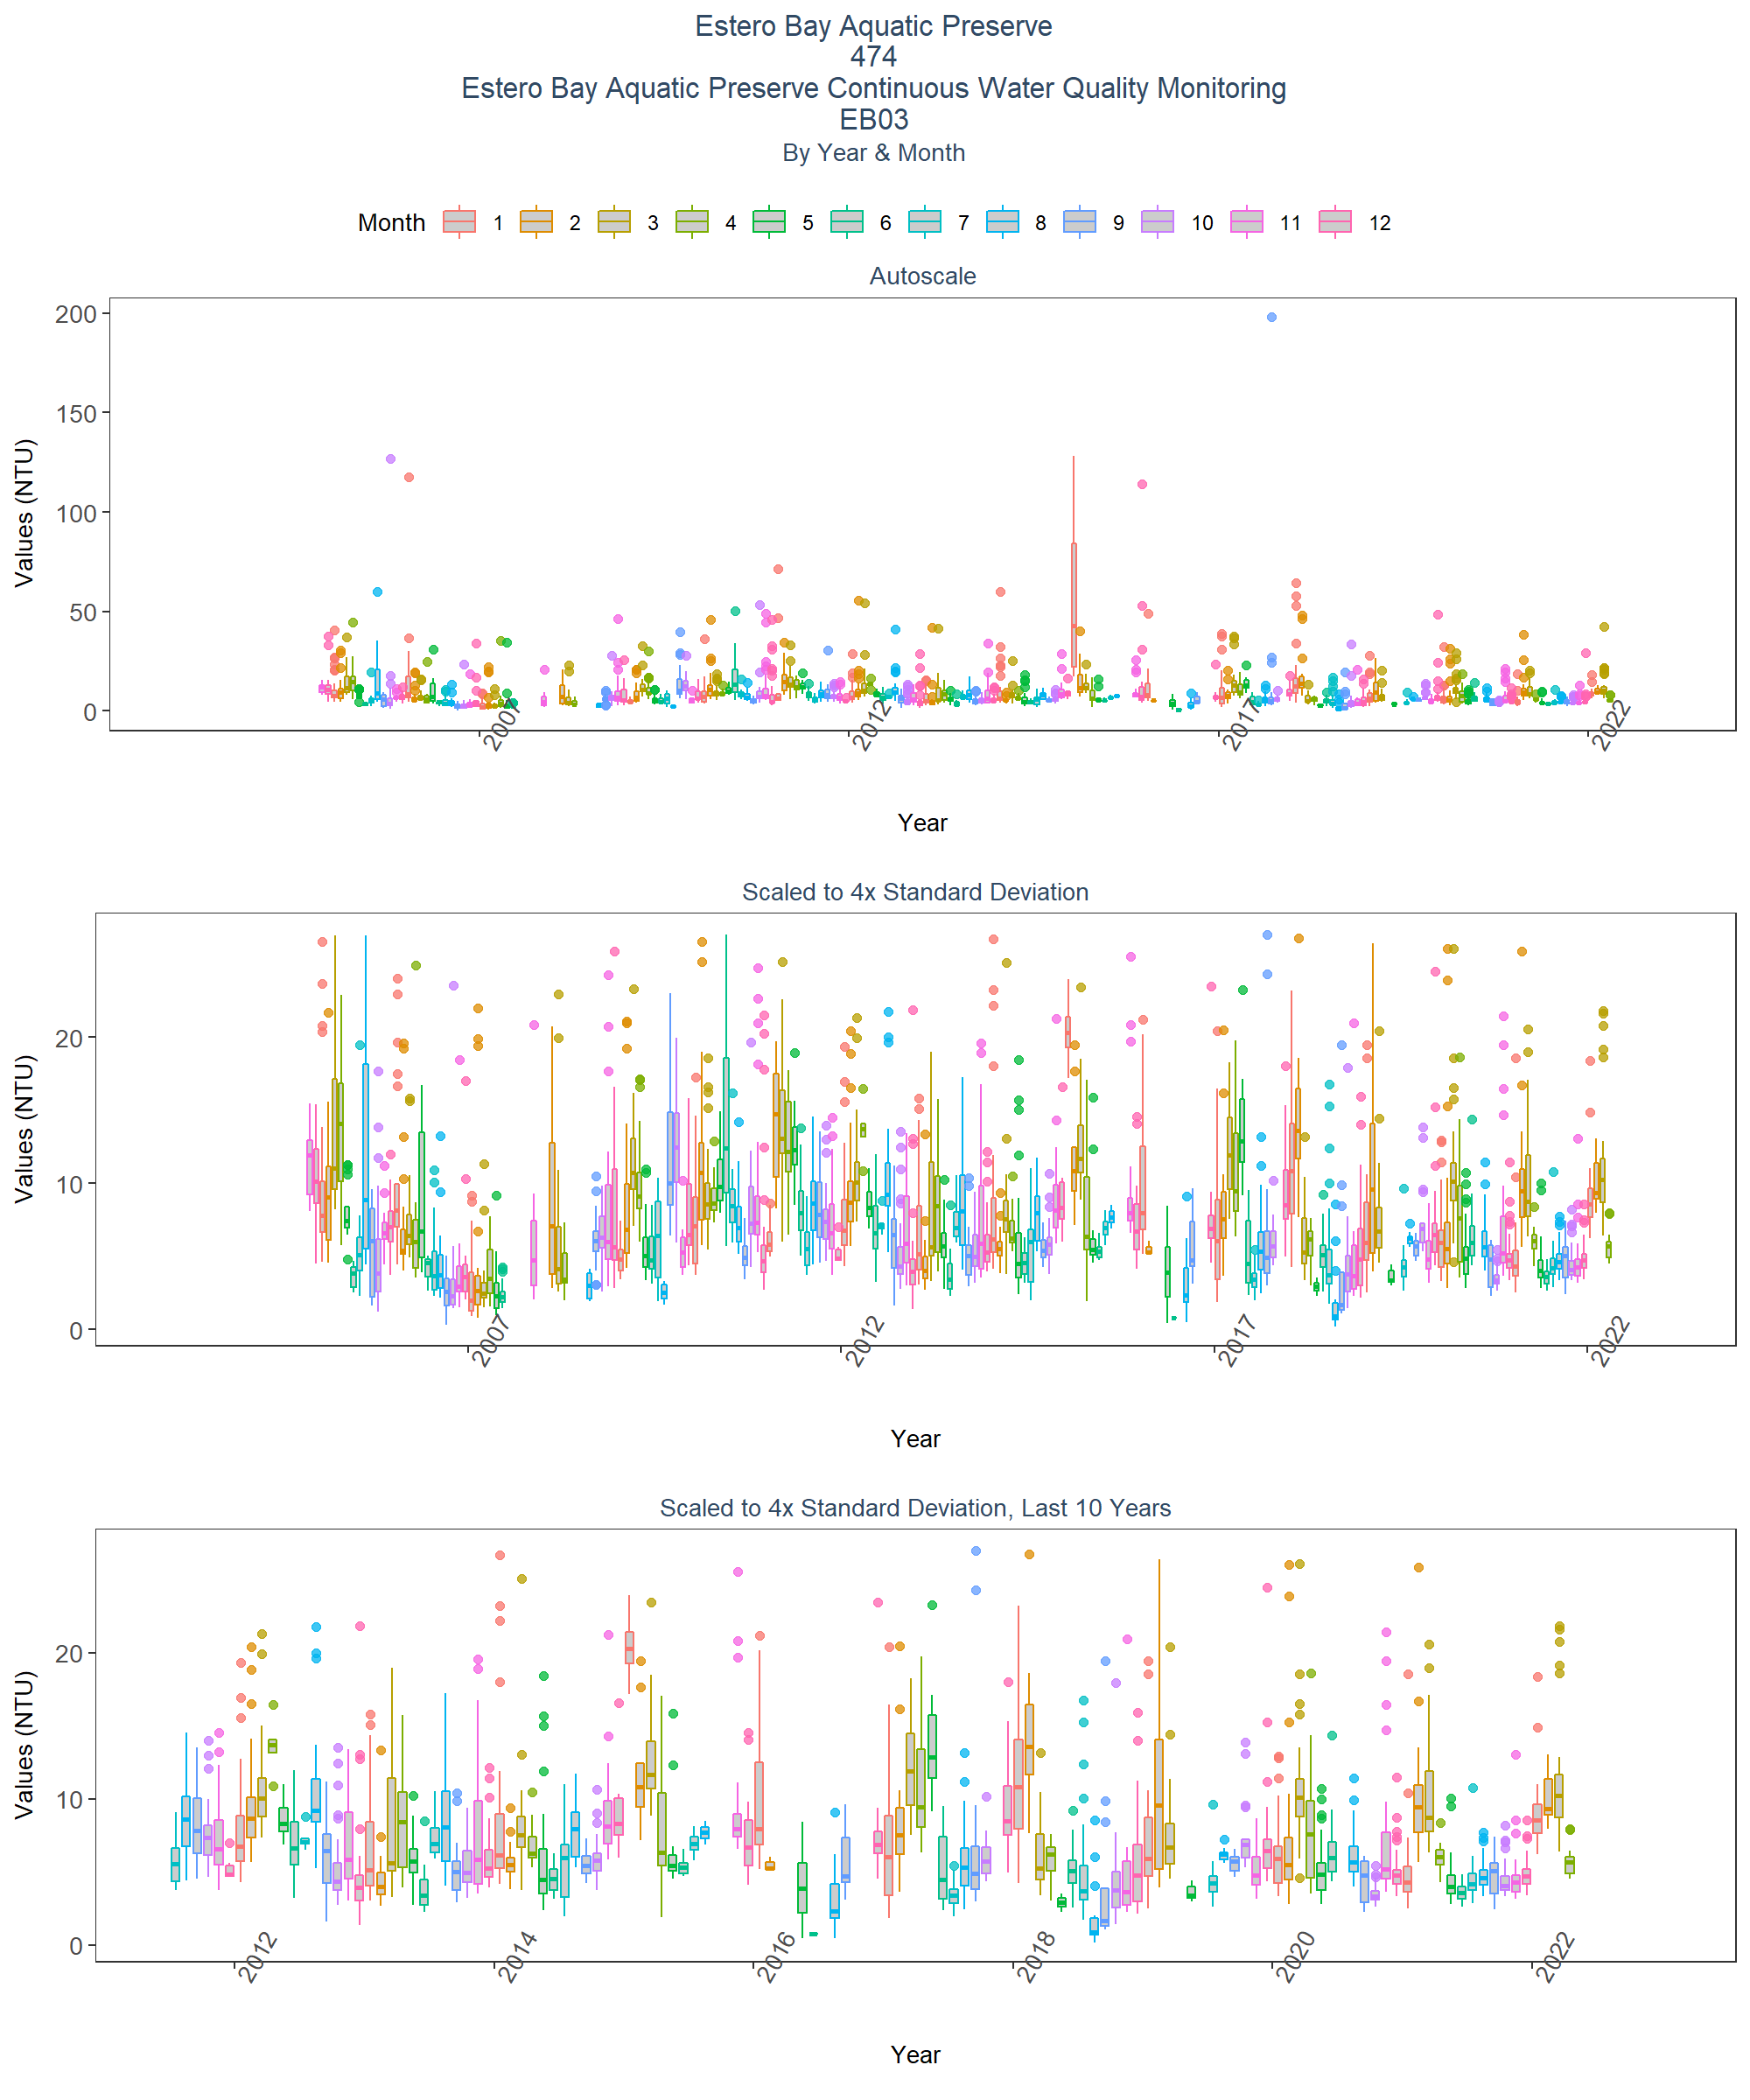 Estero Bay Aquatic Preserve
474
Estero Bay Aquatic Preserve Continuous Water Quality Monitoring
EB03
By Year & Month
Month 1 2 3 4 5 6 7 8 9 10 11 12
Autoscale
200
150
100
50
0
Values (NTU)
2007 2012 2017 2022
Year
Scaled to 4x Standard Deviation
20
10
0
Values (NTU)
2007 2012 2017 2022
Year
Scaled to 4x Standard Deviation, Last 10 Years
20
10
0
Values (NTU)
2012 2014 2016 2018 2020 2022
Year